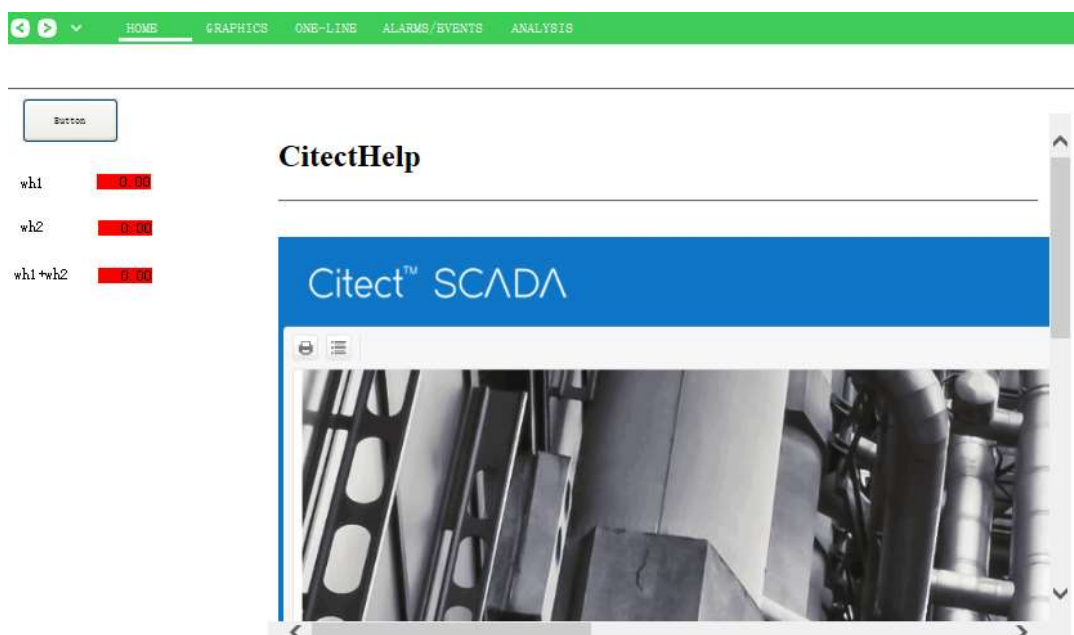 HOME GRAPHICS ONE-LINE ALARMS/EVENTS ANALYSIS
Button
CitectHelp
wh1 0.00
wh2 0.00
wh1+wh2 0.00
Citect™ SCADA